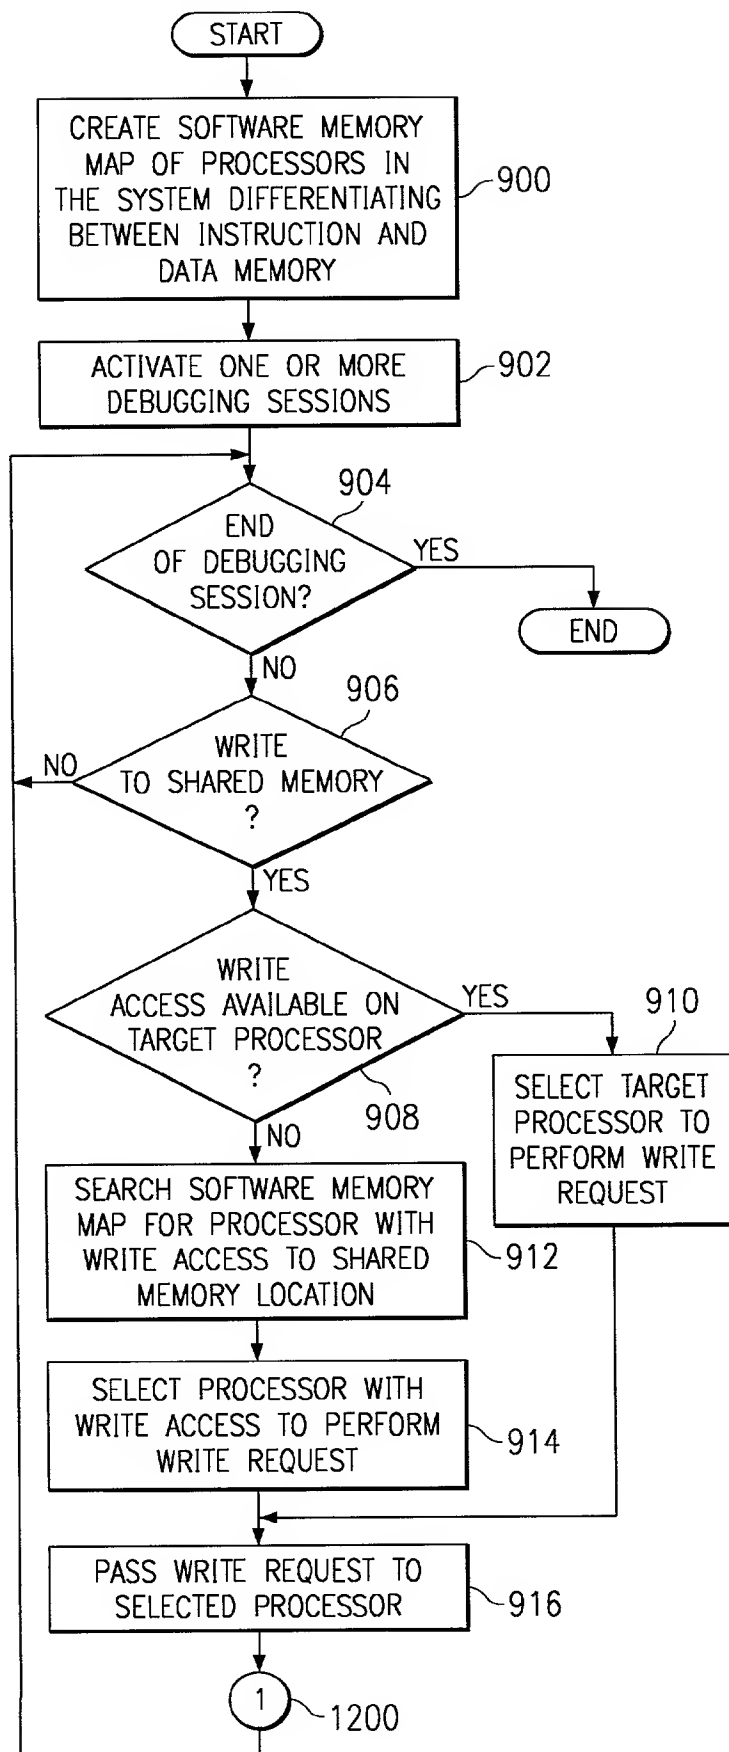 START
CREATE SOFTWARE MEMORY
MAP OF PROCESSORS IN
THE SYSTEM DIFFERENTIATING
BETWEEN INSTRUCTION AND
DATA MEMORY
900
ACTIVATE ONE OR MORE
DEBUGGING SESSIONS
902
904
END
OF DEBUGGING
SESSION?
YES
END
NO
906
WRITE
TO SHARED MEMORY
?
NO
YES
WRITE
ACCESS AVAILABLE ON
TARGET PROCESSOR
?
YES
908
NO
910
SELECT TARGET
PROCESSOR TO
PERFORM WRITE
REQUEST
SEARCH SOFTWARE MEMORY
MAP FOR PROCESSOR WITH
WRITE ACCESS TO SHARED
MEMORY LOCATION
912
SELECT PROCESSOR WITH
WRITE ACCESS TO PERFORM
WRITE REQUEST
914
PASS WRITE REQUEST TO
SELECTED PROCESSOR
916
1
1200